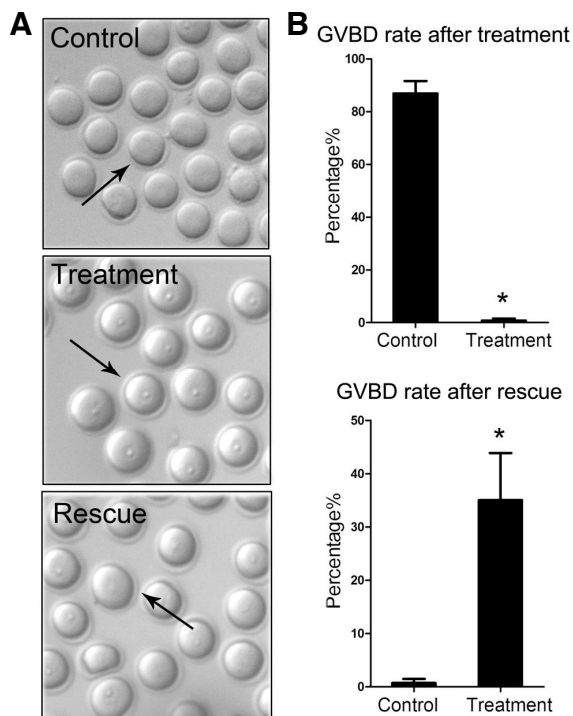 A
Control
Treatment
Rescue
B
GVBD rate after treatment
Percentage%
100
80
60
40
20
0
*
Control
Treatment
GVBD rate after rescue
Percentage%
50
40
30
20
10
0
*
Control
Treatment